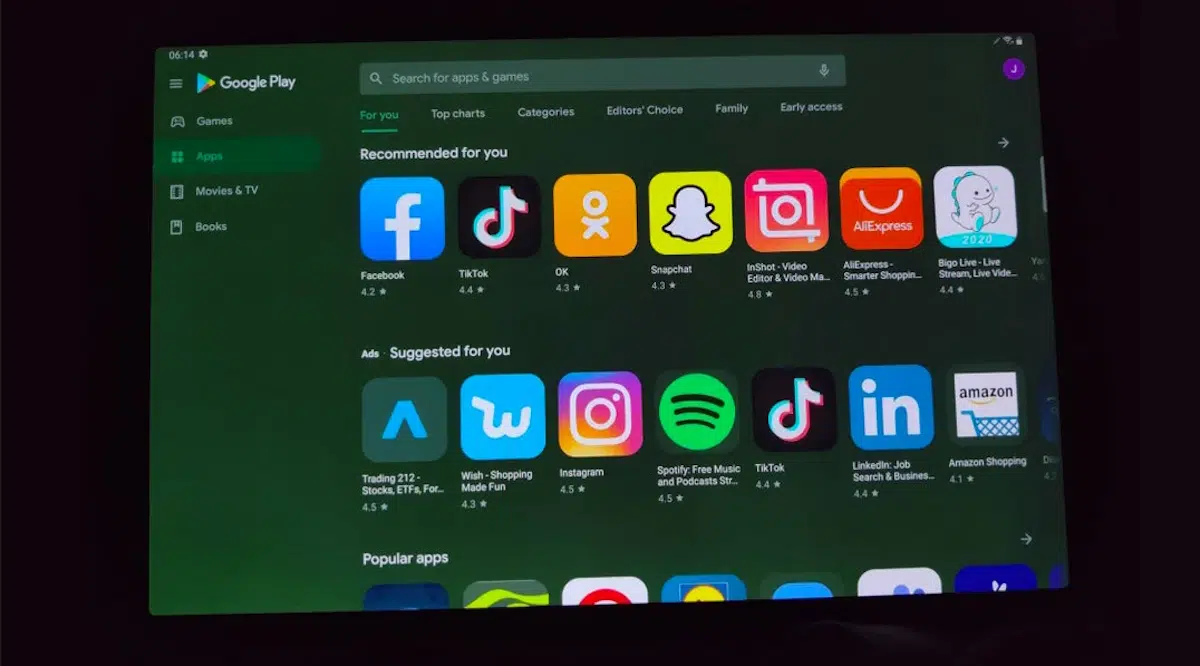 06:14
Google Play
Search for apps & games
J
Games
Apps
Movies & TV
Books
For you
Top charts
Categories
Editors' Choice
Family
Early access
Recommended for you
AliExpress
2020
Facebook
4.2 ★
TikTok
4.4 ★
OK
4.3 ★
Snapchat
4.3 ★
InShot - Video
Editor & Video Ma...
4.8 ★
AliExpress -
Smarter Shoppin...
4.5 ★
Bigo Live - Live
Stream, Live Vide...
4.4 ★
Ads · Suggested for you
in
amazon
Trading 212 -
Stocks, ETFs, For...
4.5 ★
Wish - Shopping
Made Fun
4.3 ★
Instagram
4.5 ★
Spotify: Free Music
and Podcasts Str...
4.5 ★
TikTok
4.4 ★
LinkedIn: Job
Search & Busines...
4.4 ★
Amazon Shopping
4.1 ★
Popular apps